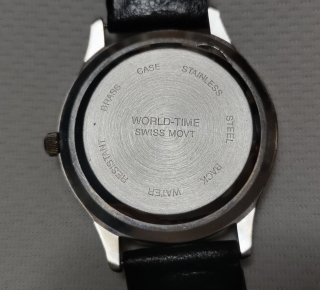 BRASS CASE STAINLESS STEEL BACK WATER RESISTANT
WORLD-TIME
SWISS MOVT